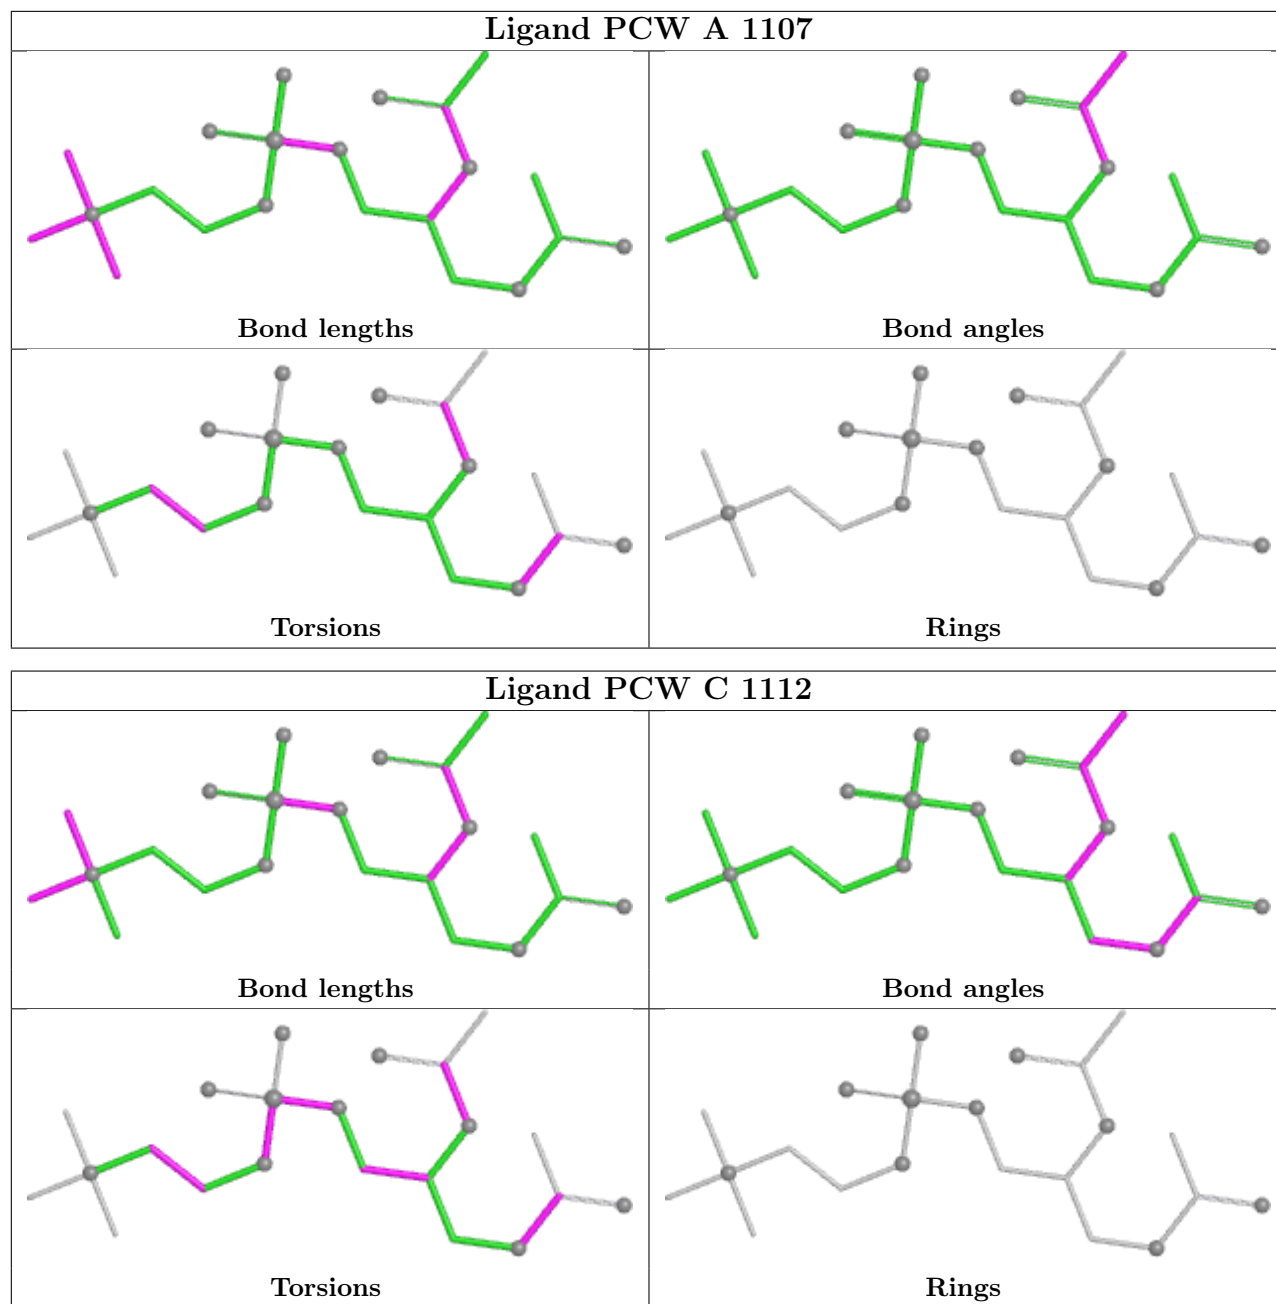 Ligand PCW A 1107
Bond lengths
Bond angles
Torsions
Rings
Ligand PCW C 1112
Bond lengths
Bond angles
Torsions
Rings